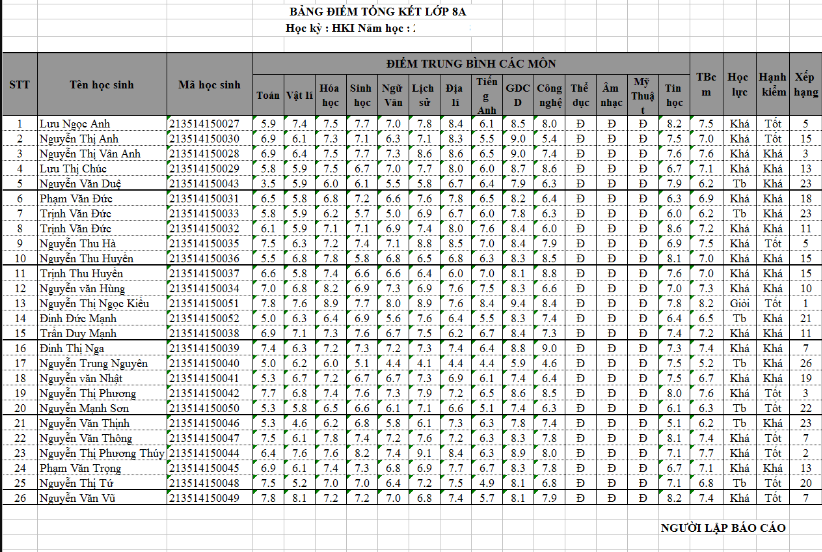 BẢNG ĐIỂM TỔNG KẾT LỚP 8A
Học kỳ : HKI Năm học :
STT Tên học sinh Mã học sinh ĐIỂM TRUNG BÌNH CÁC MÔN TBcm Học lực Hạnh kiểm Xếp hạng
Toán Vật lí Hóa học Sinh học Ngữ Văn Lịch sử Địa lí Tiếng Anh GDCD Công nghệ Thể dục Âm nhạc Mỹ Thuật Tin học
1 Lưu Ngọc Anh 213514150027 5.9 7.4 7.5 7.7 7.0 7.8 8.4 6.1 8.5 8.0 Đ Đ Đ 8.2 7.5 Khá Tốt 5
2 Nguyễn Thị Anh 213514150030 6.9 6.1 7.3 7.1 6.3 7.1 8.3 5.5 9.0 5.4 Đ Đ Đ 7.5 7.0 Khá Tốt 15
3 Nguyễn Thị Vân Anh 213514150028 6.9 6.4 7.5 7.7 7.3 8.6 8.6 6.5 9.0 7.4 Đ Đ Đ 7.6 7.6 Khá Khá 3
4 Lưu Thị Chúc 213514150029 5.8 5.9 7.5 6.7 7.0 7.7 8.0 6.0 8.7 8.6 Đ Đ Đ 6.7 7.1 Khá Khá 13
5 Nguyễn Văn Duệ 213514150043 3.5 5.9 6.0 6.1 5.5 5.8 6.7 6.4 7.9 6.3 Đ Đ Đ 7.9 6.2 Tb Khá 23
6 Phạm Văn Đức 213514150031 6.5 5.8 6.8 7.2 6.6 7.6 7.8 6.5 8.2 6.4 Đ Đ Đ 6.3 6.9 Khá Khá 18
7 Trịnh Văn Đức 213514150033 5.8 5.9 6.2 5.7 5.0 6.9 6.7 6.0 7.8 6.3 Đ Đ Đ 6.0 6.2 Tb Khá 23
8 Trịnh Văn Đức 213514150032 6.1 5.9 7.1 7.1 6.9 7.4 8.0 7.6 8.4 6.0 Đ Đ Đ 8.6 7.2 Khá Khá 11
9 Nguyễn Thu Hà 213514150035 7.5 6.3 7.2 7.4 7.1 8.8 8.5 7.0 8.4 7.9 Đ Đ Đ 6.9 7.5 Khá Tốt 5
10 Nguyễn Thu Huyền 213514150036 5.5 6.8 7.8 5.8 6.8 6.5 6.8 6.3 8.3 8.5 Đ Đ Đ 8.1 7.0 Khá Khá 15
11 Trịnh Thu Huyền 213514150037 6.6 5.8 7.4 6.6 6.6 6.4 6.0 7.0 8.1 8.8 Đ Đ Đ 7.6 7.0 Khá Khá 15
12 Nguyễn văn Hùng 213514150034 7.0 6.8 8.2 6.9 7.3 6.9 7.6 7.5 8.3 6.6 Đ Đ Đ 7.0 7.3 Khá Khá 10
13 Nguyễn Thị Ngọc Kiều 213514150051 7.8 7.6 8.9 7.7 8.0 8.9 7.6 8.4 9.4 8.4 Đ Đ Đ 7.8 8.2 Giỏi Tốt 1
14 Đinh Đức Mạnh 213514150052 5.0 6.3 6.4 6.9 5.6 7.6 6.4 5.5 8.3 7.4 Đ Đ Đ 6.4 6.5 Tb Khá 21
15 Trần Duy Mạnh 213514150038 6.9 7.1 7.3 7.6 6.7 7.5 6.2 6.7 8.4 7.3 Đ Đ Đ 7.4 7.2 Khá Khá 11
16 Đinh Thị Nga 213514150039 7.4 6.3 7.2 7.3 7.2 7.3 7.4 6.4 8.8 9.0 Đ Đ Đ 7.3 7.4 Khá Khá 7
17 Nguyễn Trung Nguyên 213514150040 5.0 6.2 6.0 5.1 4.4 4.1 4.4 4.4 5.9 4.6 Đ Đ Đ 7.5 5.2 Tb Khá 26
18 Nguyễn văn Nhật 213514150041 5.3 6.7 7.2 6.7 6.7 7.3 6.9 6.1 7.4 6.4 Đ Đ Đ 7.5 6.7 Khá Khá 19
19 Nguyễn Thị Phương 213514150042 7.7 6.8 7.4 7.6 7.3 7.9 7.2 6.5 8.6 8.5 Đ Đ Đ 8.0 7.6 Khá Tốt 3
20 Nguyễn Mạnh Sơn 213514150050 5.3 5.8 6.5 6.6 6.1 7.1 6.6 5.1 7.4 6.3 Đ Đ Đ 6.1 6.3 Tb Tốt 22
21 Nguyễn Văn Thịnh 213514150046 5.3 4.6 6.2 6.8 5.8 6.1 7.3 6.3 7.8 7.4 Đ Đ Đ 5.1 6.2 Tb Khá 23
22 Nguyễn Văn Thông 213514150047 7.5 6.1 7.8 7.4 7.2 7.6 7.2 6.3 8.3 7.8 Đ Đ Đ 8.1 7.4 Khá Tốt 7
23 Nguyễn Thị Phương Thúy 213514150044 6.4 7.6 7.6 8.2 7.4 9.1 8.4 6.3 8.9 8.0 Đ Đ Đ 7.1 7.7 Khá Tốt 2
24 Phạm Văn Trọng 213514150045 6.9 6.1 7.4 7.3 6.8 6.9 7.7 6.7 8.3 7.8 Đ Đ Đ 6.7 7.1 Khá Khá 13
25 Nguyễn Thị Tứ 213514150048 7.5 5.2 7.0 7.0 6.4 7.2 7.5 4.9 8.1 6.8 Đ Đ Đ 7.1 6.8 Tb Tốt 20
26 Nguyễn Văn Vũ 213514150049 7.8 8.1 7.2 7.2 7.0 6.8 7.4 5.7 8.1 7.9 Đ Đ Đ 8.2 7.4 Khá Tốt 7
NGƯỜI LẬP BÁO CÁO